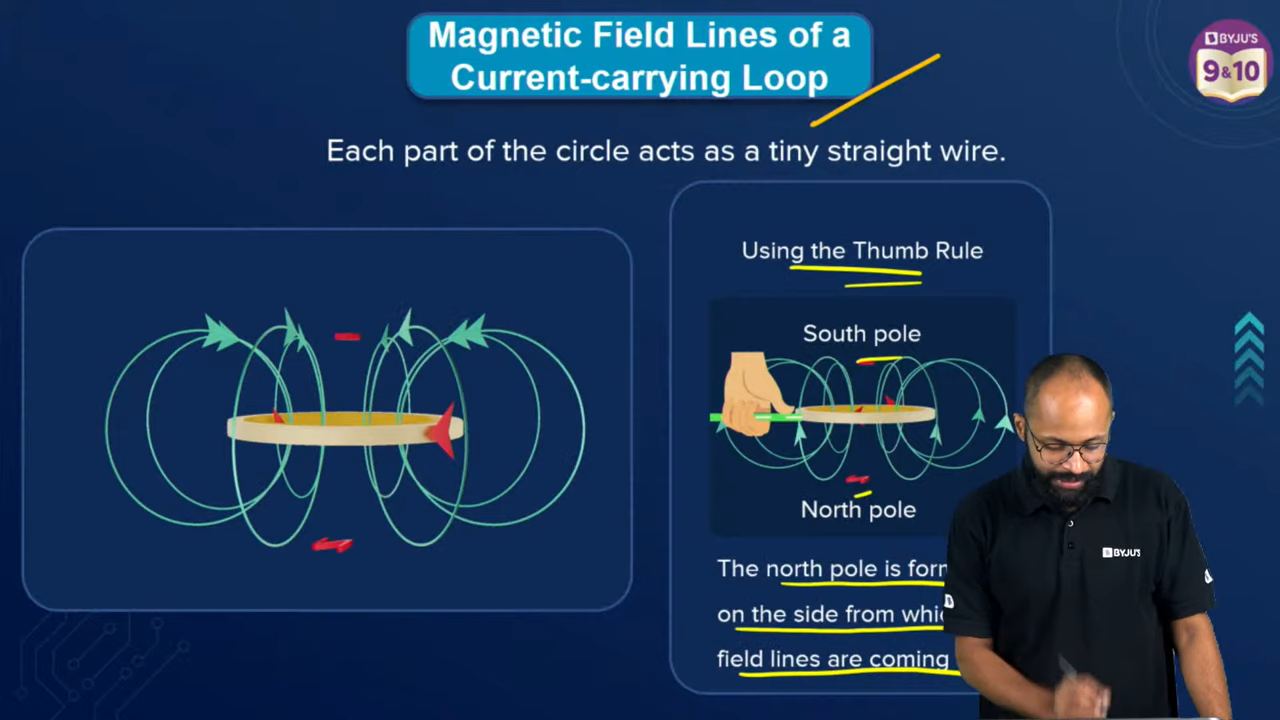 Magnetic Field Lines of a
Current-carrying Loop
BYJU'S
9&10
Each part of the circle acts as a tiny straight wire.
Using the Thumb Rule
South pole
North pole
The north pole is
on the side from
field lines are coming
BYJU'S